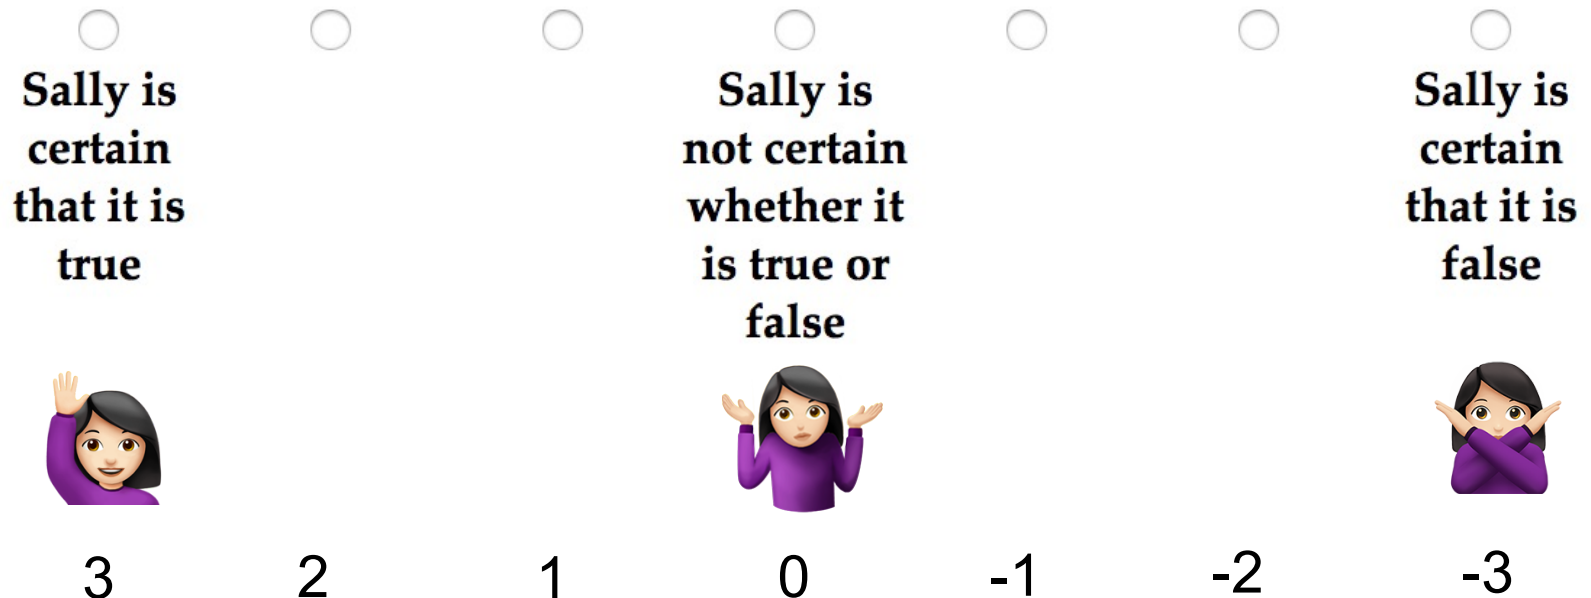 Sally is
certain
that it is
true
Sally is
not certain
whether it
is true or
false
Sally is
certain
that it is
false
3 2 1 0 -1 -2 -3